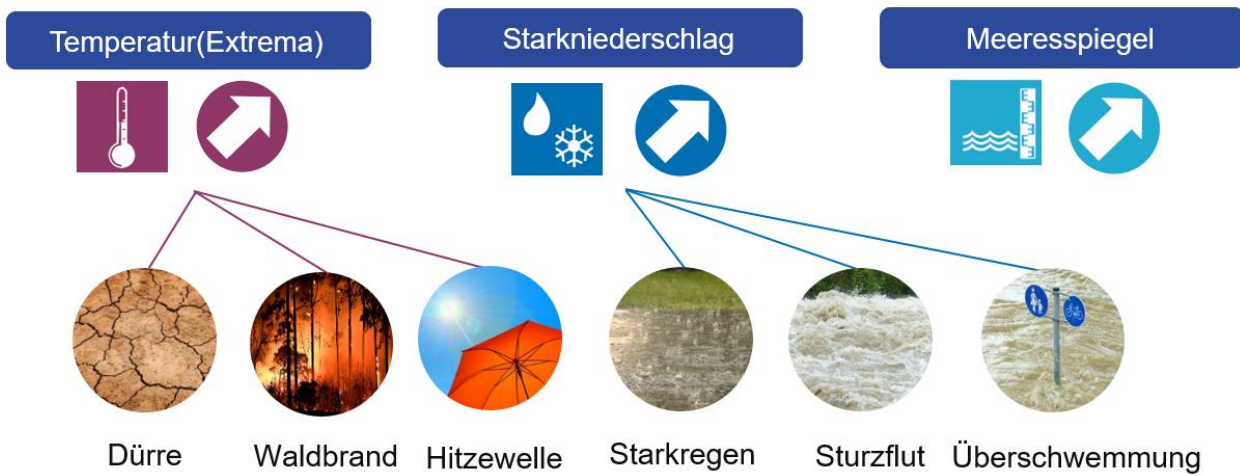 Temperatur(Extrema)
Starkniederschlag
Meeresspiegel
Dürre
Waldbrand
Hitzewelle
Starkregen
Sturzflut
Überschwemmung